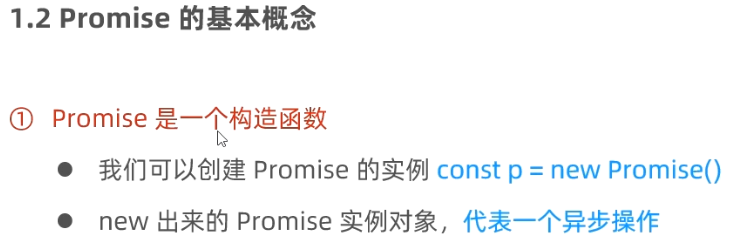 1.2 Promise 的基本概念
① Promise 是一个构造函数
● 我们可以创建 Promise 的实例 const p = new Promise()
● new 出来的 Promise 实例对象，代表一个异步操作